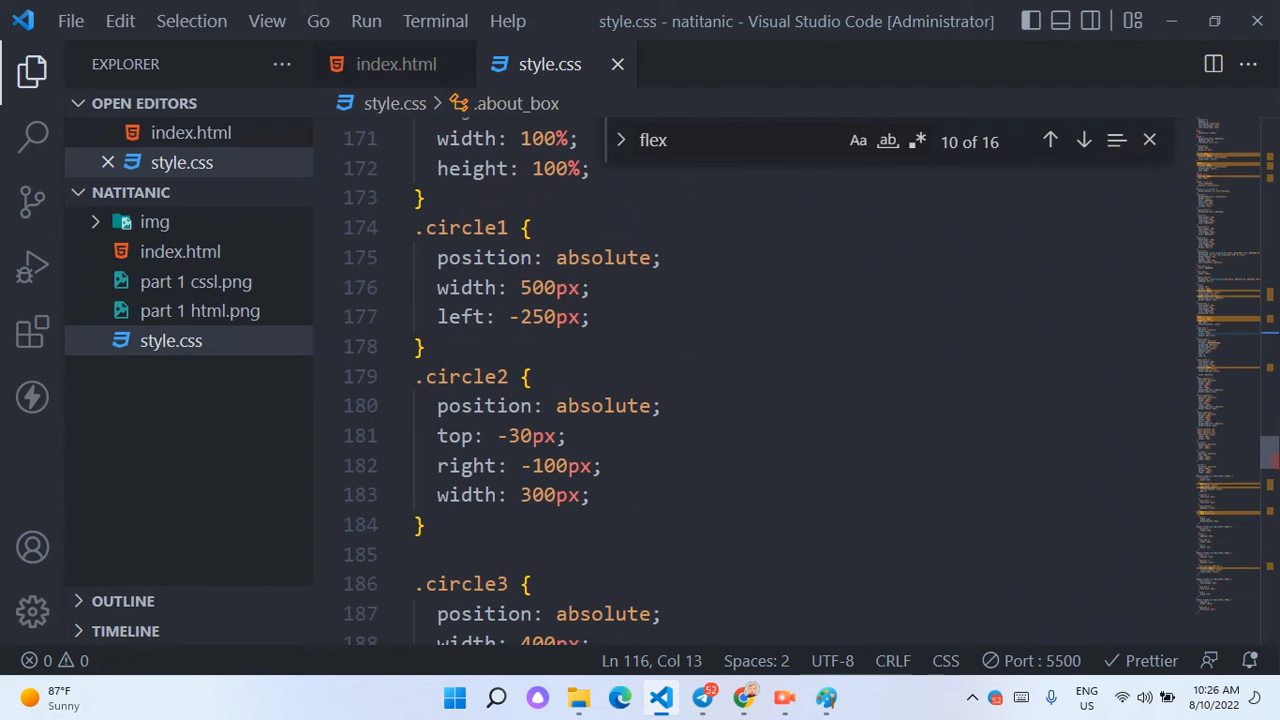 File Edit Selection View Go Run Terminal Help style.css - natitanic - Visual Studio Code [Administrator]
EXPLORER
index.html style.css
OPEN EDITORS
style.css > .about_box
index.html
style.css
NATITANIC
img
index.html
part 1 cssl.png
part 1 html.png
style.css
OUTLINE
TIMELINE
flex Aa ab 10 of 16
171 width: 100%;
172 height: 100%;
173 }
174 .circle1 {
175 position: absolute;
176 width: 500px;
177 left: -250px;
178 }
179 .circle2 {
180 position: absolute;
181 top: -30px;
182 right: -100px;
183 width: 300px;
184 }
185
186 .circle3 {
187 position: absolute;
188 width: 400px;
0 0 Ln 116, Col 13 Spaces: 2 UTF-8 CRLF CSS Port : 5500 Prettier
87°F
Sunny
52
52
ENG
US
10:26 AM
8/10/2022